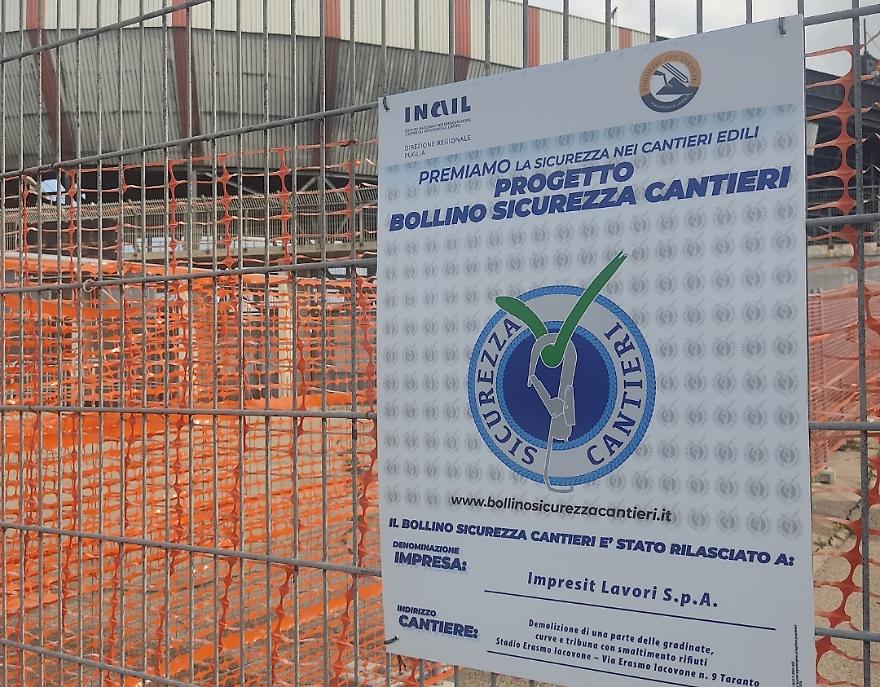 INAIL
DIREZIONE REGIONALE
PUGLIA
PREMIAMO LA SICUREZZA NEI CANTIERI EDILI
PROGETTO
BOLLINO SICUREZZA CANTIERI
SICUREZZA
CANTIERI
www.bollinosicurezzacantieri.it
IL BOLLINO SICUREZZA CANTIERI E' STATO RILASCIATO A:
DENOMINAZIONE
IMPRESA:
Impresit Lavori S.p.A.
INDIRIZZO
CANTIERE:
Demolizione di una parte delle gradinate,
curve e tribuna con smaltimento rifiuti
Stadio Erasmo Iacovone – Via Erasmo Iacovone n. 9 Taranto